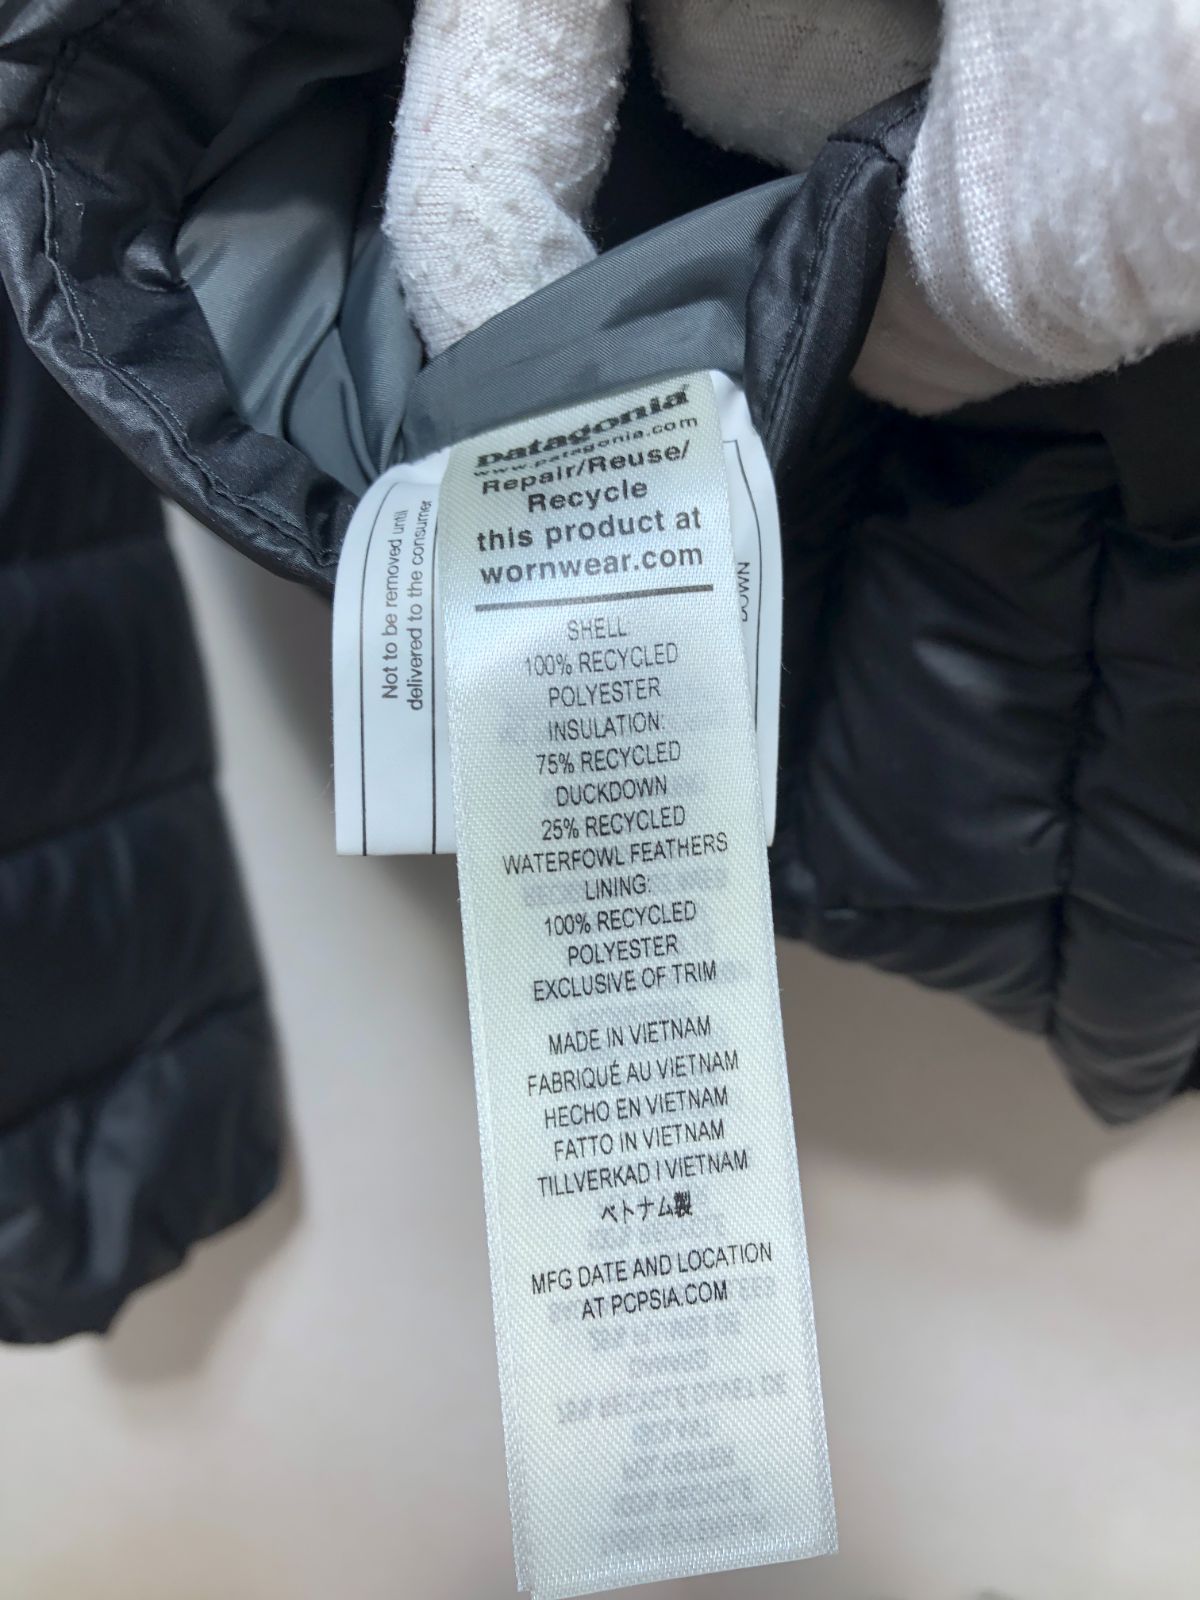 patagonia
www.patagonia.com
Repair/Reuse/
Recycle
this product at
wornwear.com
SHELL:
100% RECYCLED
POLYESTER
INSULATION:
75% RECYCLED
DUCKDOWN
25% RECYCLED
WATERFOWL FEATHERS
LINING:
100% RECYCLED
POLYESTER
EXCLUSIVE OF TRIM
MADE IN VIETNAM
FABRIQUÉ AU VIETNAM
HECHO EN VIETNAM
FATTO IN VIETNAM
TILLVERKAD I VIETNAM
ベトナム製
MFG DATE AND LOCATION
AT PCPSIA.COM
Not to be removed until
delivered to the consumer
DOWN